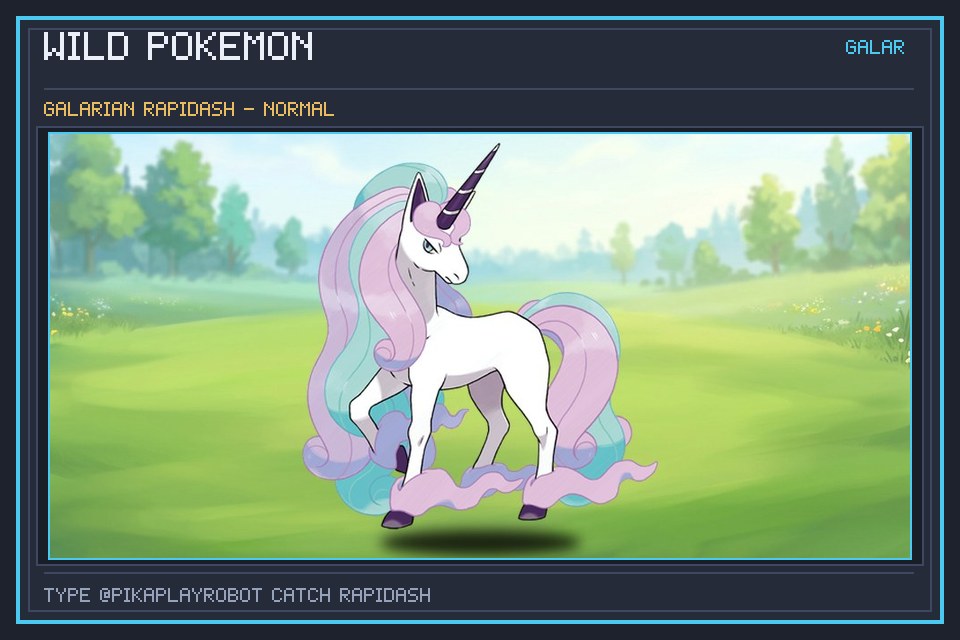 WILD POKEMON
GALAR
GALARIAN RAPIDASH - NORMAL
TYPE @PIKAPLAYROBOT CATCH RAPIDASH